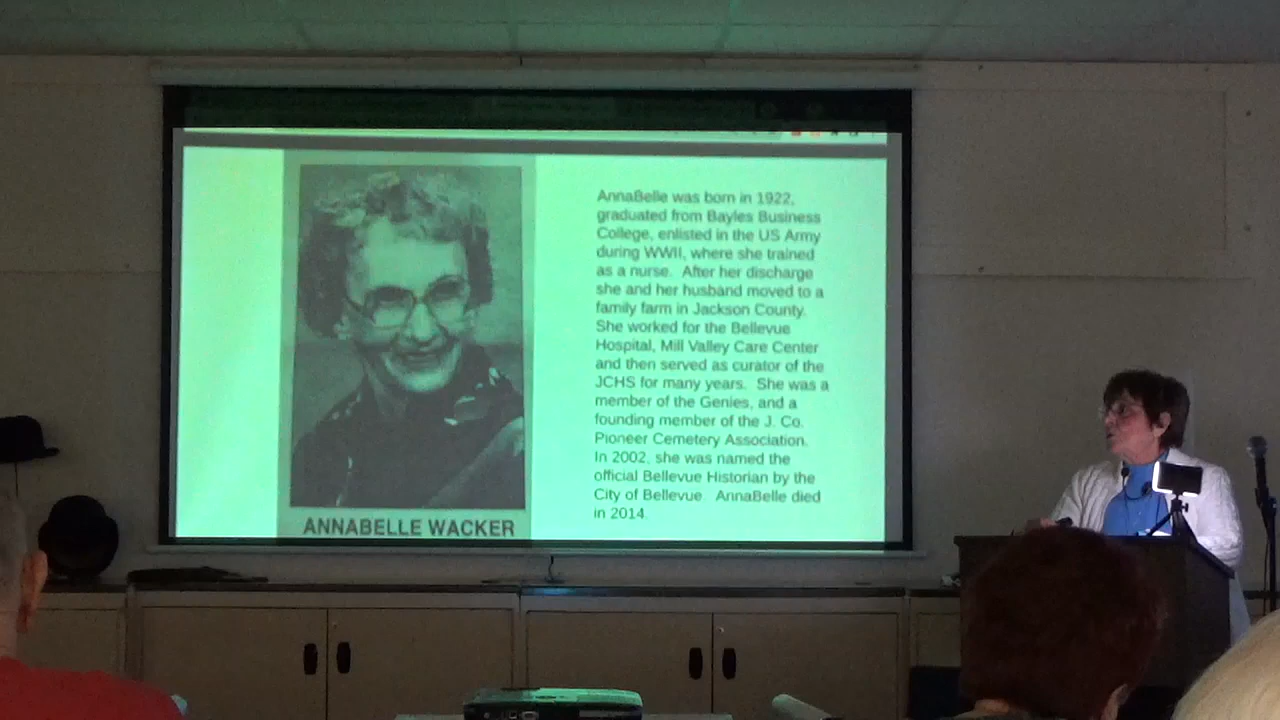 AnnaBelle was born in 1922,
graduated from Bayles Business
College, enlisted in the US Army
during WWII, where she trained
as a nurse. After her discharge
she and her husband moved to a
family farm in Jackson County.
She worked for the Bellevue
Hospital, Mill Valley Care Center
and then served as curator of the
JCHS for many years. She was a
member of the Genies, and a
founding member of the J. Co.
Pioneer Cemetery Association.
In 2002, she was named the
official Bellevue Historian by the
City of Bellevue. AnnaBelle died
in 2014.
ANNABELLE WACKER